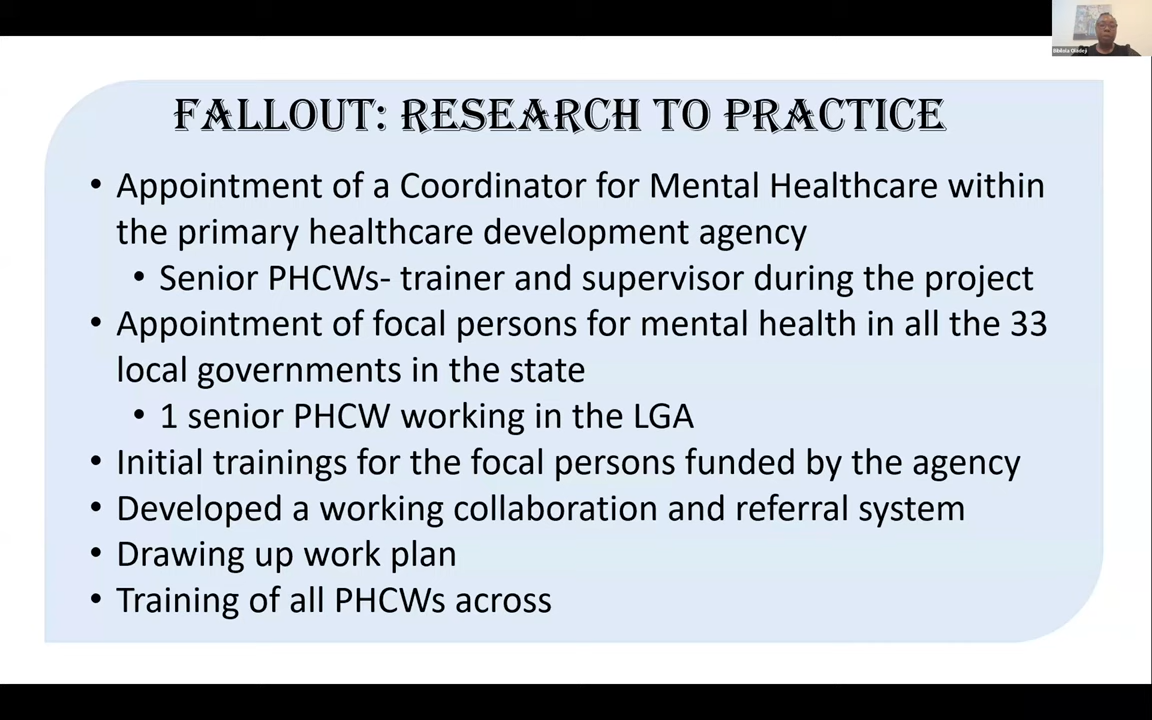 FALLOUT: RESEARCH TO PRACTICE
• Appointment of a Coordinator for Mental Healthcare within
the primary healthcare development agency
• Senior PHCWs- trainer and supervisor during the project
• Appointment of focal persons for mental health in all the 33
local governments in the state
• 1 senior PHCW working in the LGA
• Initial trainings for the focal persons funded by the agency
• Developed a working collaboration and referral system
• Drawing up work plan
• Training of all PHCWs across